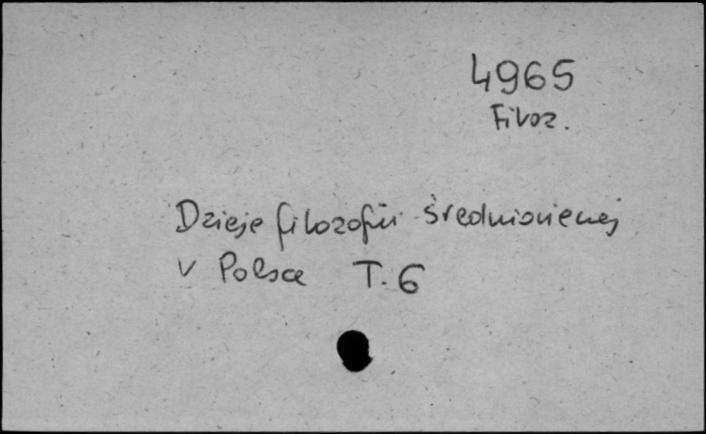 4965
Filoz.
Dzieje filozofii średniowiecznej
w Polsce T. 6